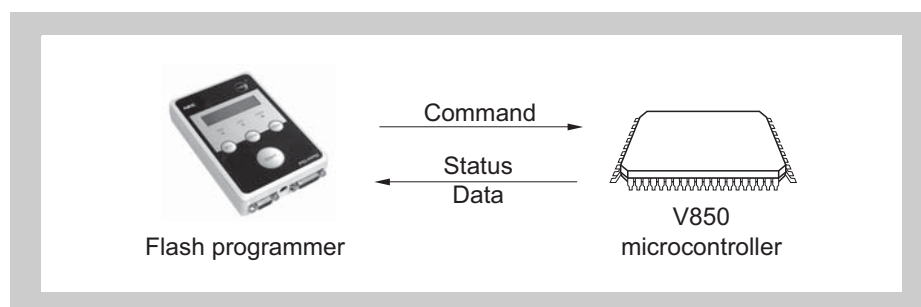 Command
Status
Data
Flash programmer
V850
microcontroller